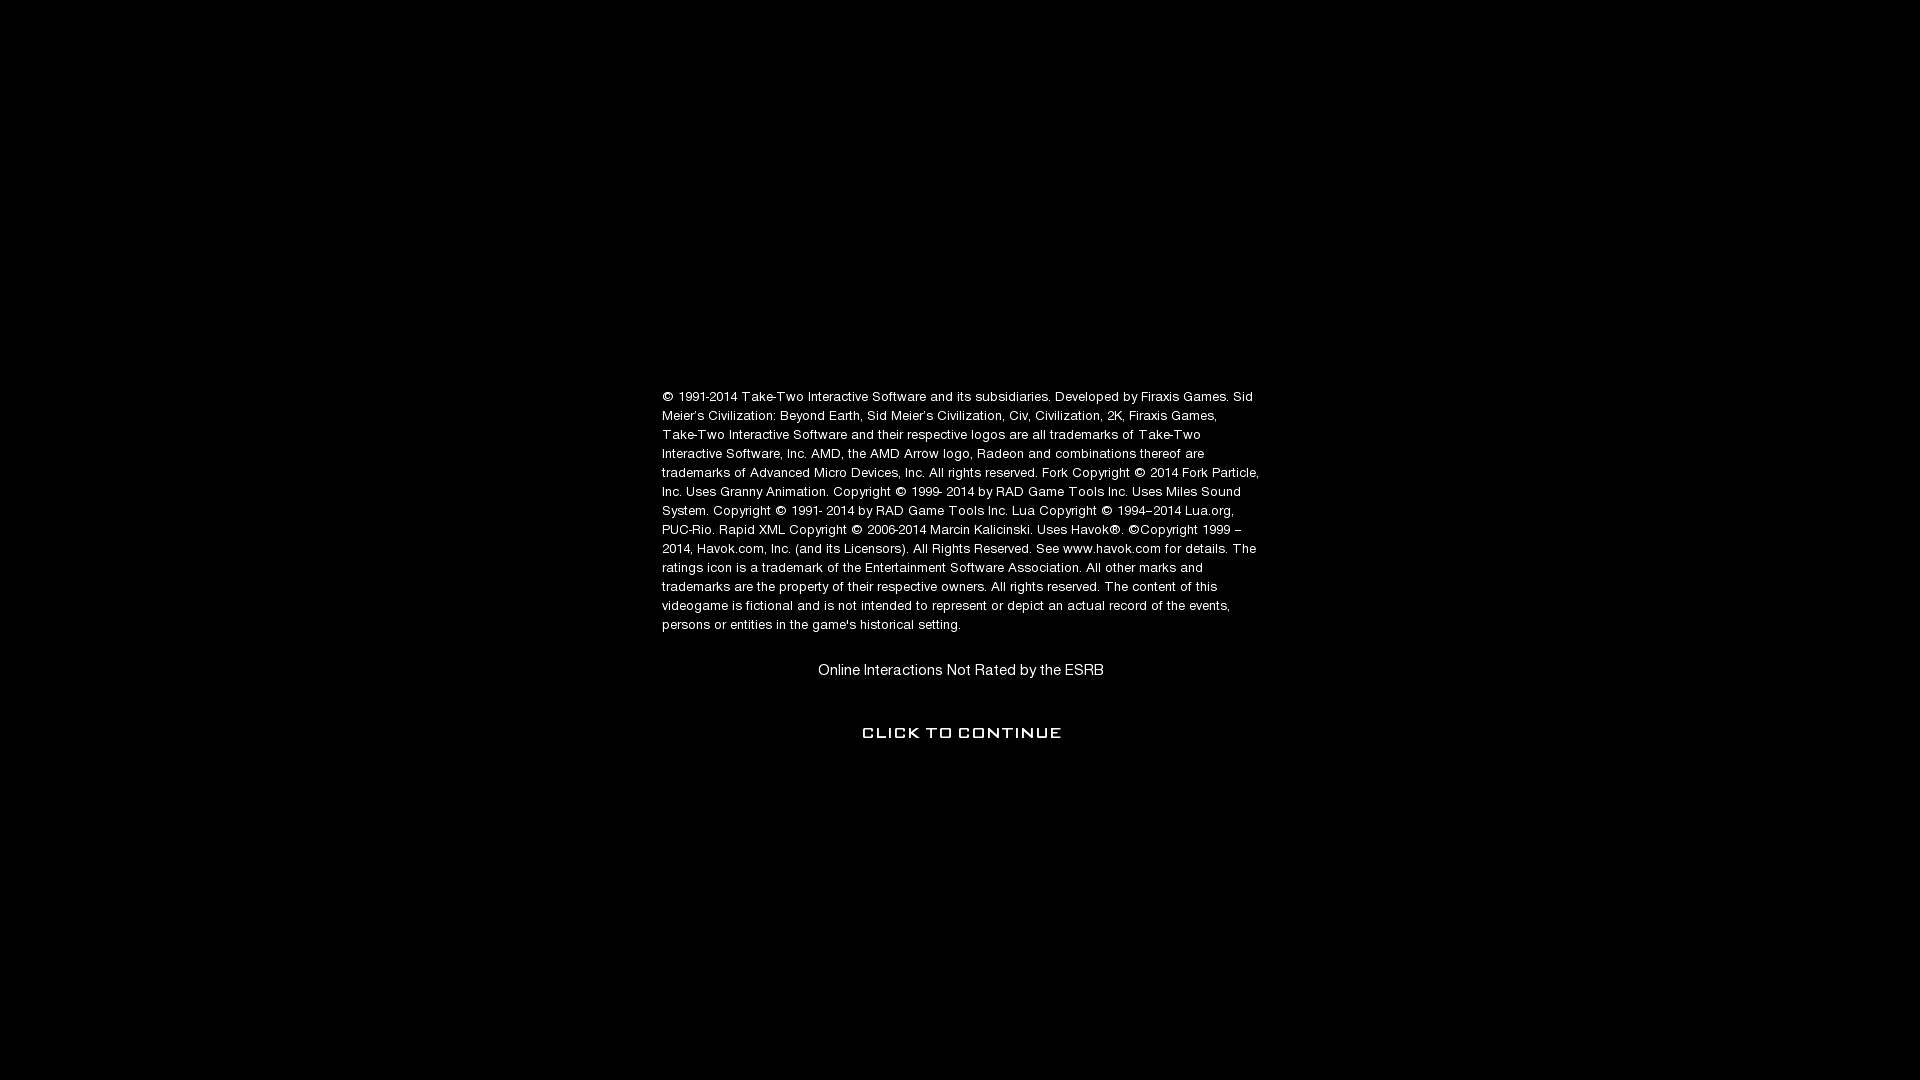 © 1991-2014 Take-Two Interactive Software and its subsidiaries. Developed by Firaxis Games. Sid
Meier’s Civilization: Beyond Earth, Sid Meier’s Civilization, Civ, Civilization, 2K, Firaxis Games,
Take-Two Interactive Software and their respective logos are all trademarks of Take-Two
Interactive Software, Inc. AMD, the AMD Arrow logo, Radeon and combinations thereof are
trademarks of Advanced Micro Devices, Inc. All rights reserved. Fork Copyright © 2014 Fork Particle,
Inc. Uses Granny Animation. Copyright © 1999- 2014 by RAD Game Tools Inc. Uses Miles Sound
System. Copyright © 1991- 2014 by RAD Game Tools Inc. Lua Copyright © 1994–2014 Lua.org,
PUC-Rio. Rapid XML Copyright © 2006-2014 Marcin Kalicinski. Uses Havok®. ©Copyright 1999 –
2014, Havok.com, Inc. (and its Licensors). All Rights Reserved. See www.havok.com for details. The
ratings icon is a trademark of the Entertainment Software Association. All other marks and
trademarks are the property of their respective owners. All rights reserved. The content of this
videogame is fictional and is not intended to represent or depict an actual record of the events,
persons or entities in the game's historical setting.
Online Interactions Not Rated by the ESRB
CLICK TO CONTINUE